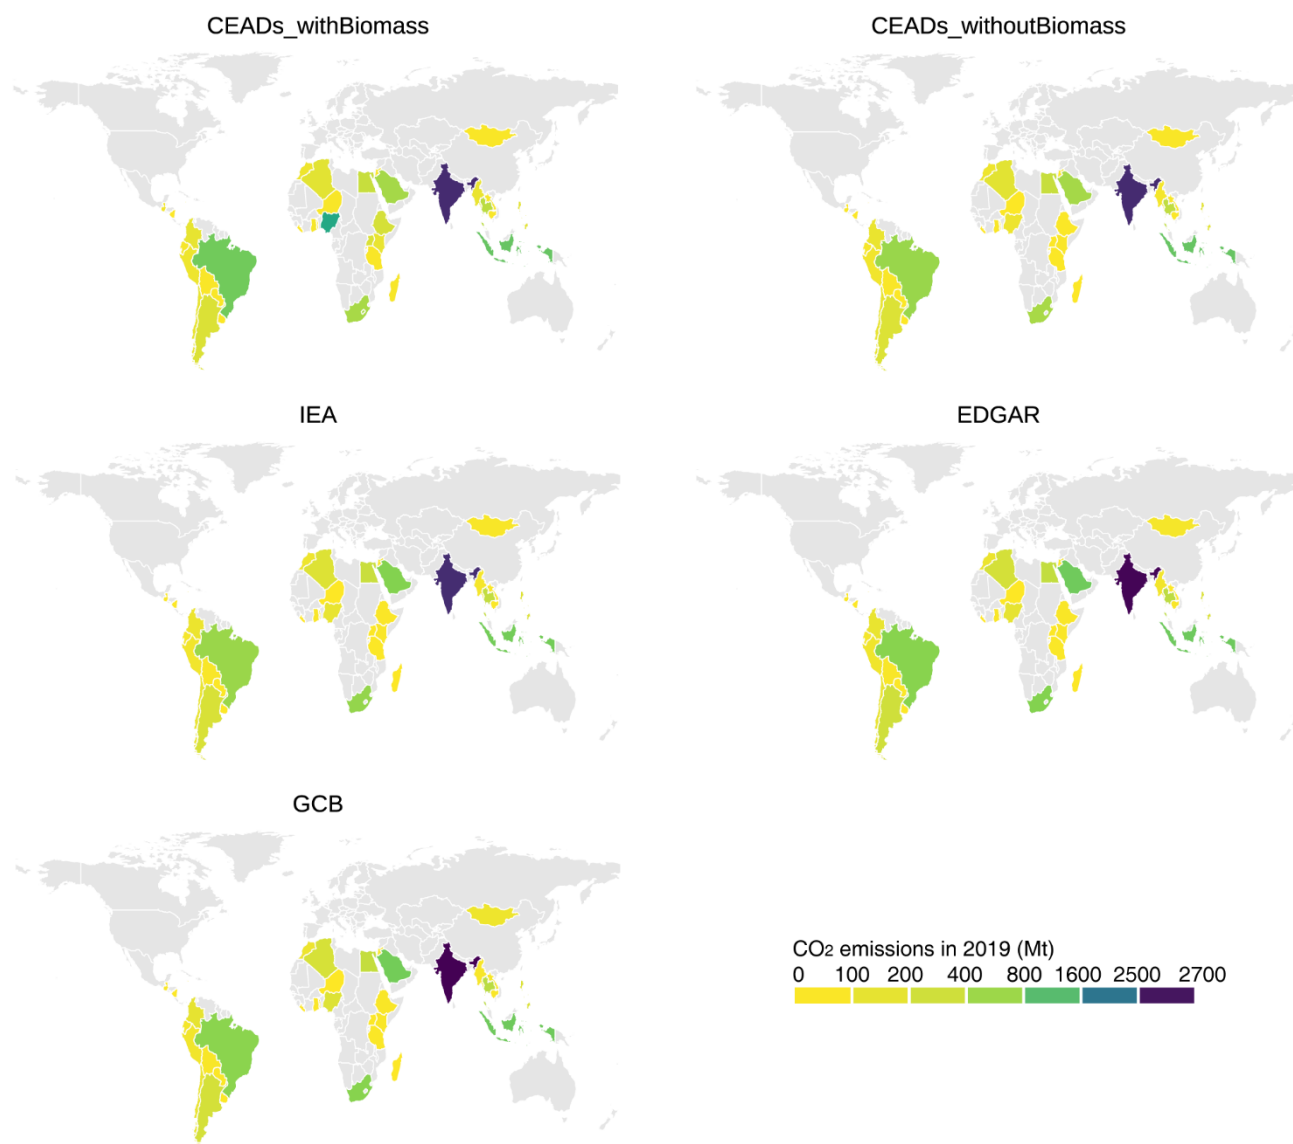 CEADs_withBiomass
CEADs_withoutBiomass
IEA
EDGAR
GCB
CO2 emissions in 2019 (Mt)
0 100 200 400 800 1600 2500 2700